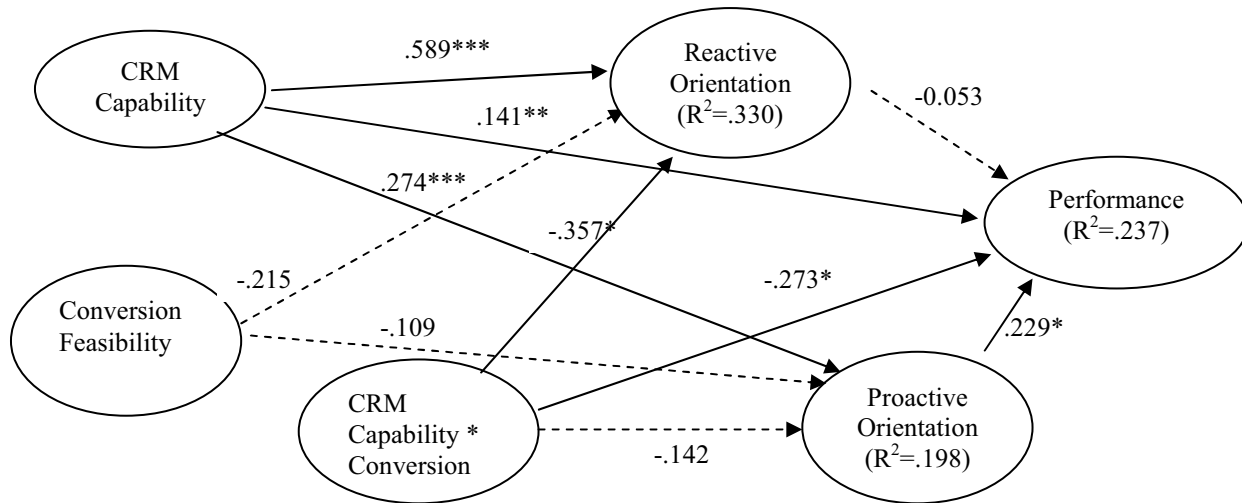 CRM
Capability
.589***
Reactive
Orientation
(R²=.330)
-0.053
.141**
.274***
Performance
(R²=.237)
-.357*
-.215
-.273*
Conversion
Feasibility
-.109
.229*
CRM
Capability *
Conversion
-.142
Proactive
Orientation
(R²=.198)